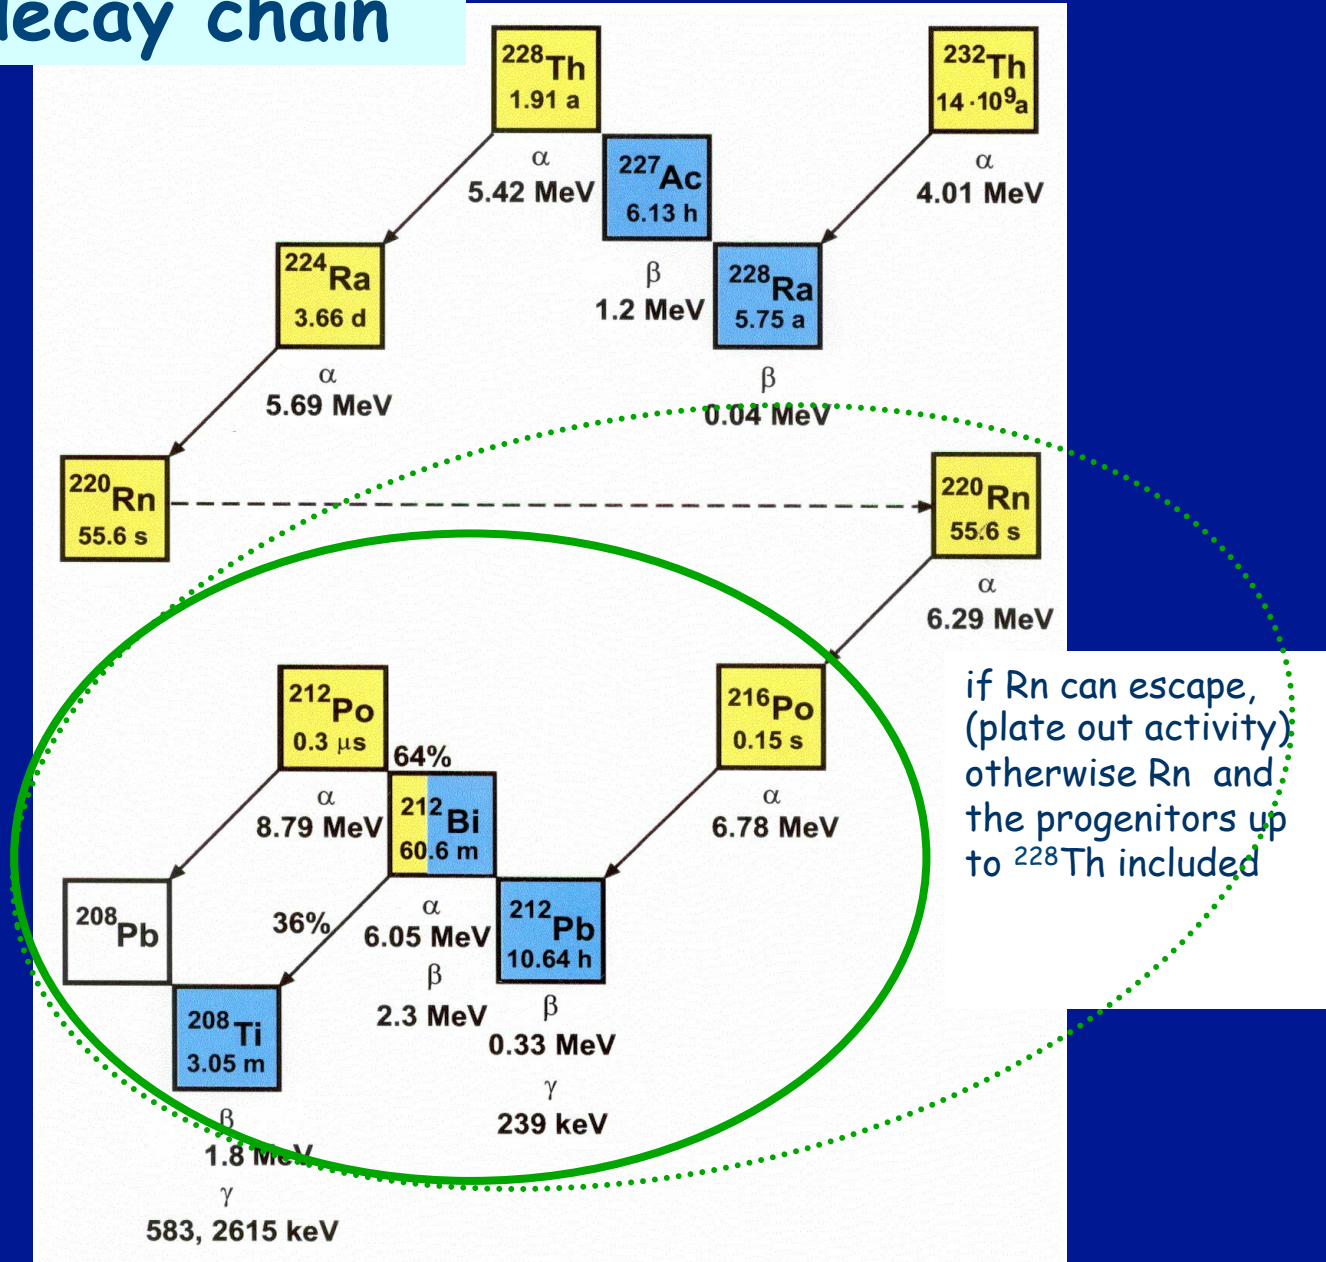 decay chain
²²⁸Th
1.91 a
²³²Th
14 ·10⁹a
α
5.42 MeV
²²⁷Ac
6.13 h
α
4.01 MeV
²²⁴Ra
3.66 d
β
1.2 MeV
²²⁸Ra
5.75 a
α
5.69 MeV
β
0.04 MeV
²²⁰Rn
55.6 s
²²⁰Rn
55.6 s
α
6.29 MeV
²¹²Po
0.3 μs
64%
²¹⁶Po
0.15 s
if Rn can escape,
(plate out activity)
otherwise Rn and
the progenitors up
to ²²⁸Th included
α
8.79 MeV
²¹²Bi
60.6 m
α
6.78 MeV
²⁰⁸Pb
36%
α
6.05 MeV
β
2.3 MeV
²¹²Pb
10.64 h
β
0.33 MeV
γ
239 keV
²⁰⁸Ti
3.05 m
β
1.8 MeV
γ
583, 2615 keV